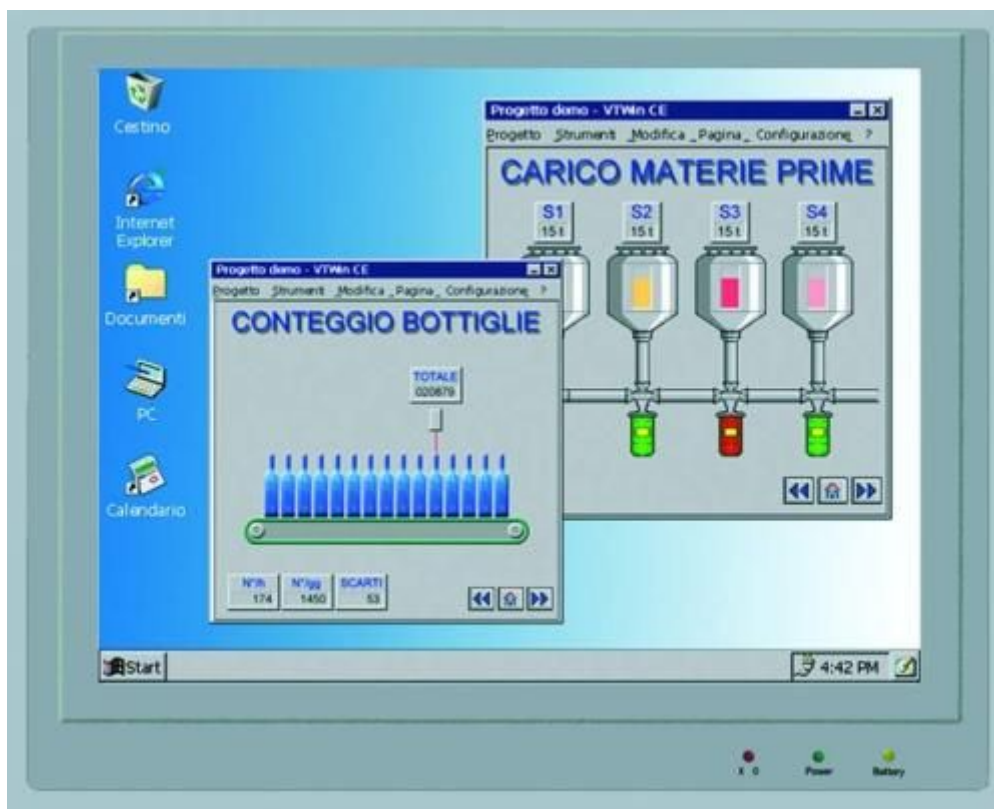 Cestino
Internet
Explorer
Documenti
PC
Calendario
Progetto demo - VTWin CE
Progetto Strumenti Modifica Pagina Configurazione ?
CARICO MATERIE PRIME
S1
15 t
S2
15 t
S3
15 t
S4
15 t
Progetto demo - VTWin CE
Progetto Strumenti Modifica Pagina Configurazione ?
CONTEGGIO BOTTIGLIE
TOTALE
020679
N°/h
174
N°/gg
1450
SCARTI
53
Start
4:42 PM
Power
Battery